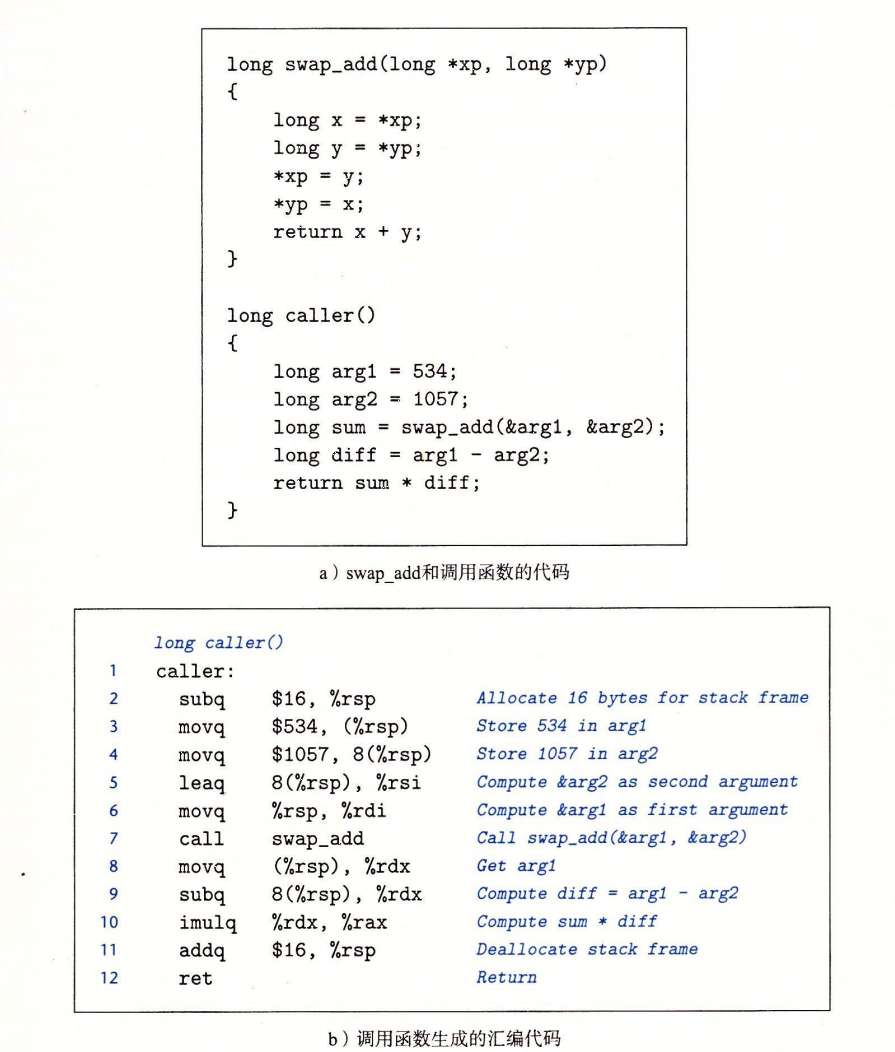 long swap_add(long *xp, long *yp)
{
    long x = *xp;
    long y = *yp;
    *xp = y;
    *yp = x;
    return x + y;
}
long caller()
{
    long arg1 = 534;
    long arg2 = 1057;
    long sum = swap_add(&arg1, &arg2);
    long diff = arg1 - arg2;
    return sum * diff;
}
a）swap_add和调用函数的代码
long caller()
1 caller:
2 subq $16, %rsp Allocate 16 bytes for stack frame
3 movq $534, (%rsp) Store 534 in arg1
4 movq $1057, 8(%rsp) Store 1057 in arg2
5 leaq 8(%rsp), %rsi Compute &arg2 as second argument
6 movq %rsp, %rdi Compute &arg1 as first argument
7 call swap_add Call swap_add(&arg1, &arg2)
8 movq (%rsp), %rdx Get arg1
9 subq 8(%rsp), %rdx Compute diff = arg1 - arg2
10 imulq %rdx, %rax Compute sum * diff
11 addq $16, %rsp Deallocate stack frame
12 ret Return
b）调用函数生成的汇编代码